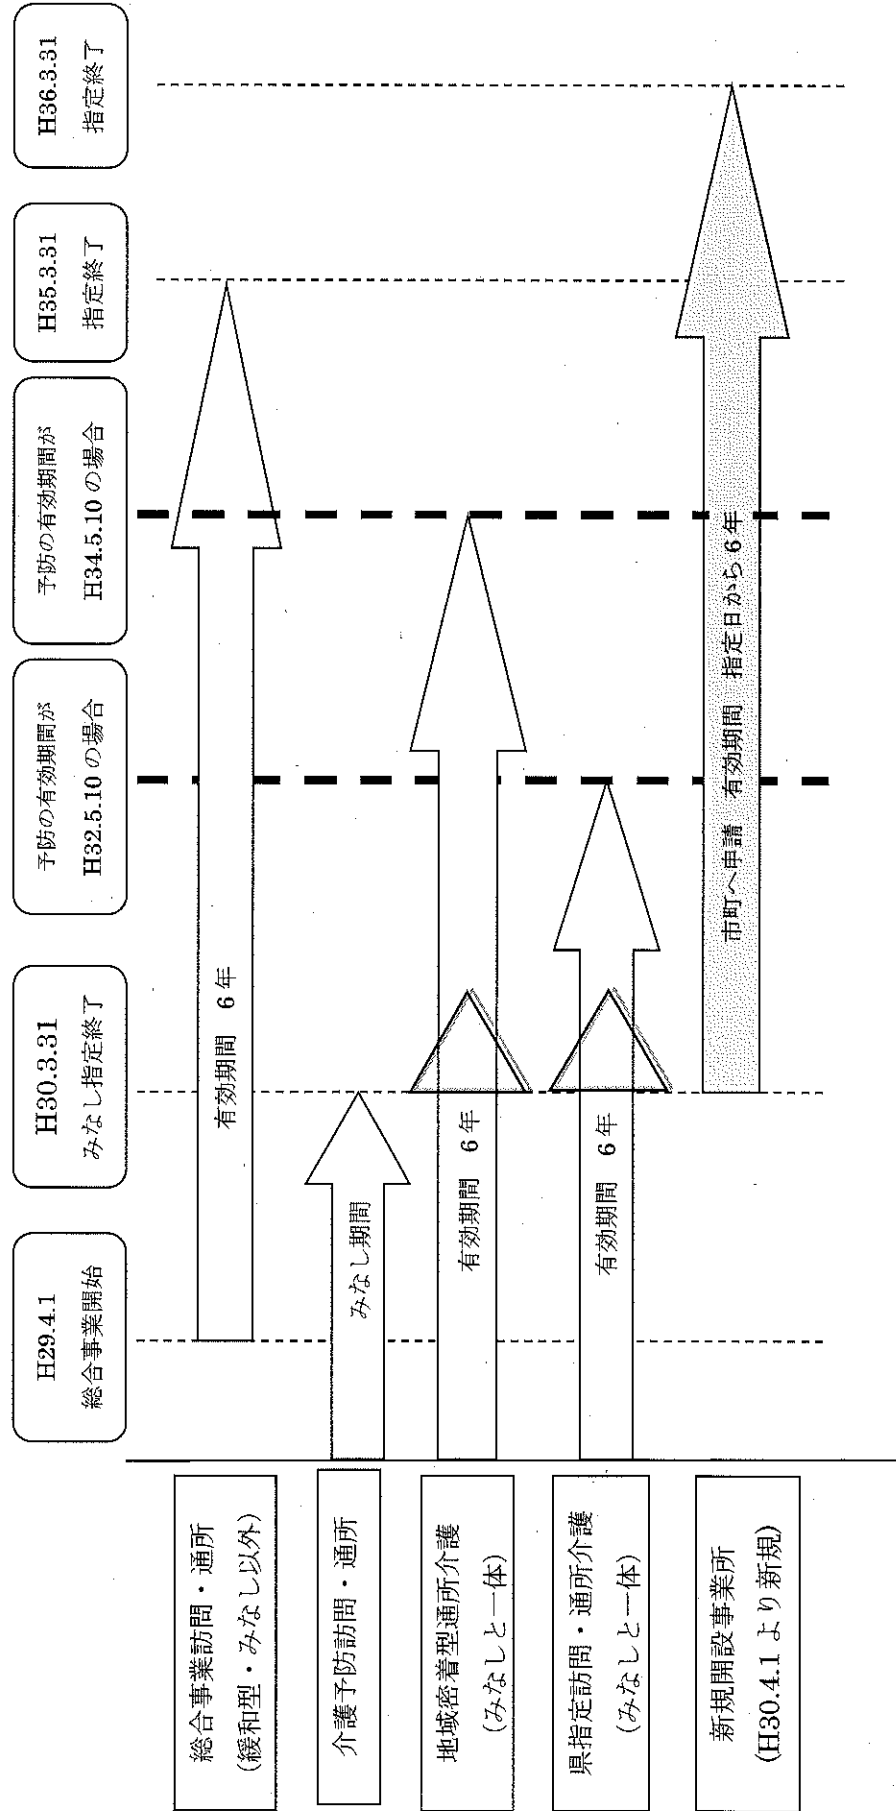 H29.4.1
総合事業開始
H30.3.31
みなし指定終了
予防の有効期間が
H32.5.10 の場合
予防の有効期間が
H34.5.10 の場合
H35.3.31
指定終了
H36.3.31
指定終了
総合事業訪問・通所
(緩和型・みなし以外)
有効期間 6年
介護予防訪問・通所
みなし期間
地域密着型通所介護
(みなしと一体)
有効期間 6年
県指定訪問・通所介護
(みなしと一体)
有効期間 6年
新規開設事業所
(H30.4.1 より新規)
市町へ申請 有効期間 指定日から 6年